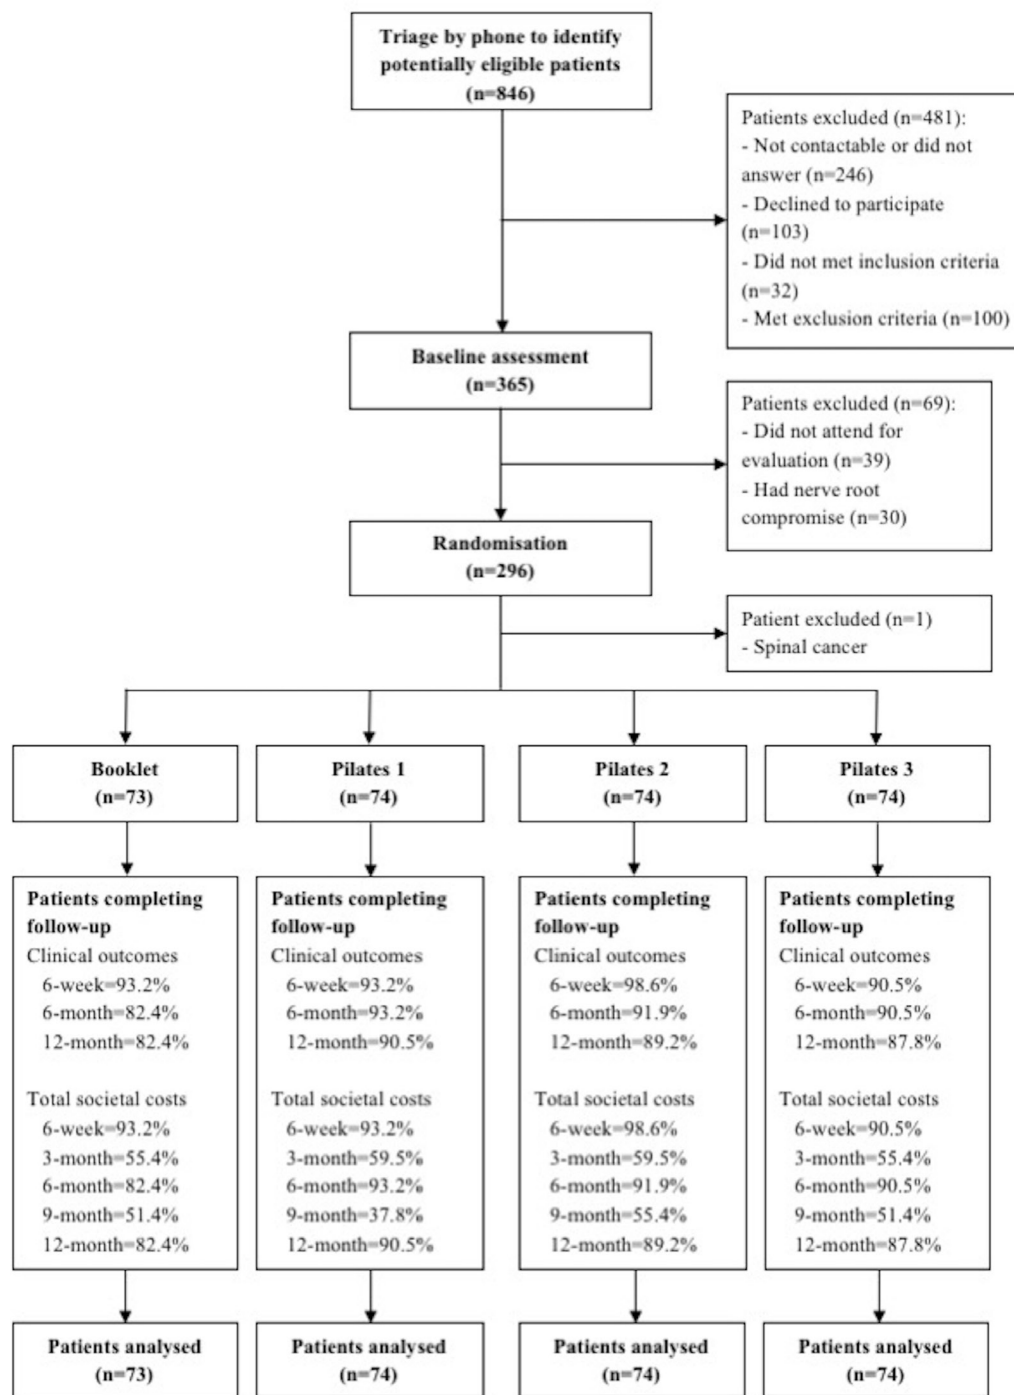 Triage by phone to identify
potentially eligible patients
(n=846)
Patients excluded (n=481):
- Not contactable or did not
answer (n=246)
- Declined to participate
(n=103)
- Did not met inclusion criteria
(n=32)
- Met exclusion criteria (n=100)
Baseline assessment
(n=365)
Patients excluded (n=69):
- Did not attend for
evaluation (n=39)
- Had nerve root
compromise (n=30)
Randomisation
(n=296)
Patient excluded (n=1)
- Spinal cancer
Booklet
(n=73)
Pilates 1
(n=74)
Pilates 2
(n=74)
Pilates 3
(n=74)
Patients completing
follow-up
Clinical outcomes
6-week=93.2%
6-month=82.4%
12-month=82.4%
Total societal costs
6-week=93.2%
3-month=55.4%
6-month=82.4%
9-month=51.4%
12-month=82.4%
Patients completing
follow-up
Clinical outcomes
6-week=93.2%
6-month=93.2%
12-month=90.5%
Total societal costs
6-week=93.2%
3-month=59.5%
6-month=93.2%
9-month=37.8%
12-month=90.5%
Patients completing
follow-up
Clinical outcomes
6-week=98.6%
6-month=91.9%
12-month=89.2%
Total societal costs
6-week=98.6%
3-month=59.5%
6-month=91.9%
9-month=55.4%
12-month=89.2%
Patients completing
follow-up
Clinical outcomes
6-week=90.5%
6-month=90.5%
12-month=87.8%
Total societal costs
6-week=90.5%
3-month=55.4%
6-month=90.5%
9-month=51.4%
12-month=87.8%
Patients analysed
(n=73)
Patients analysed
(n=74)
Patients analysed
(n=74)
Patients analysed
(n=74)